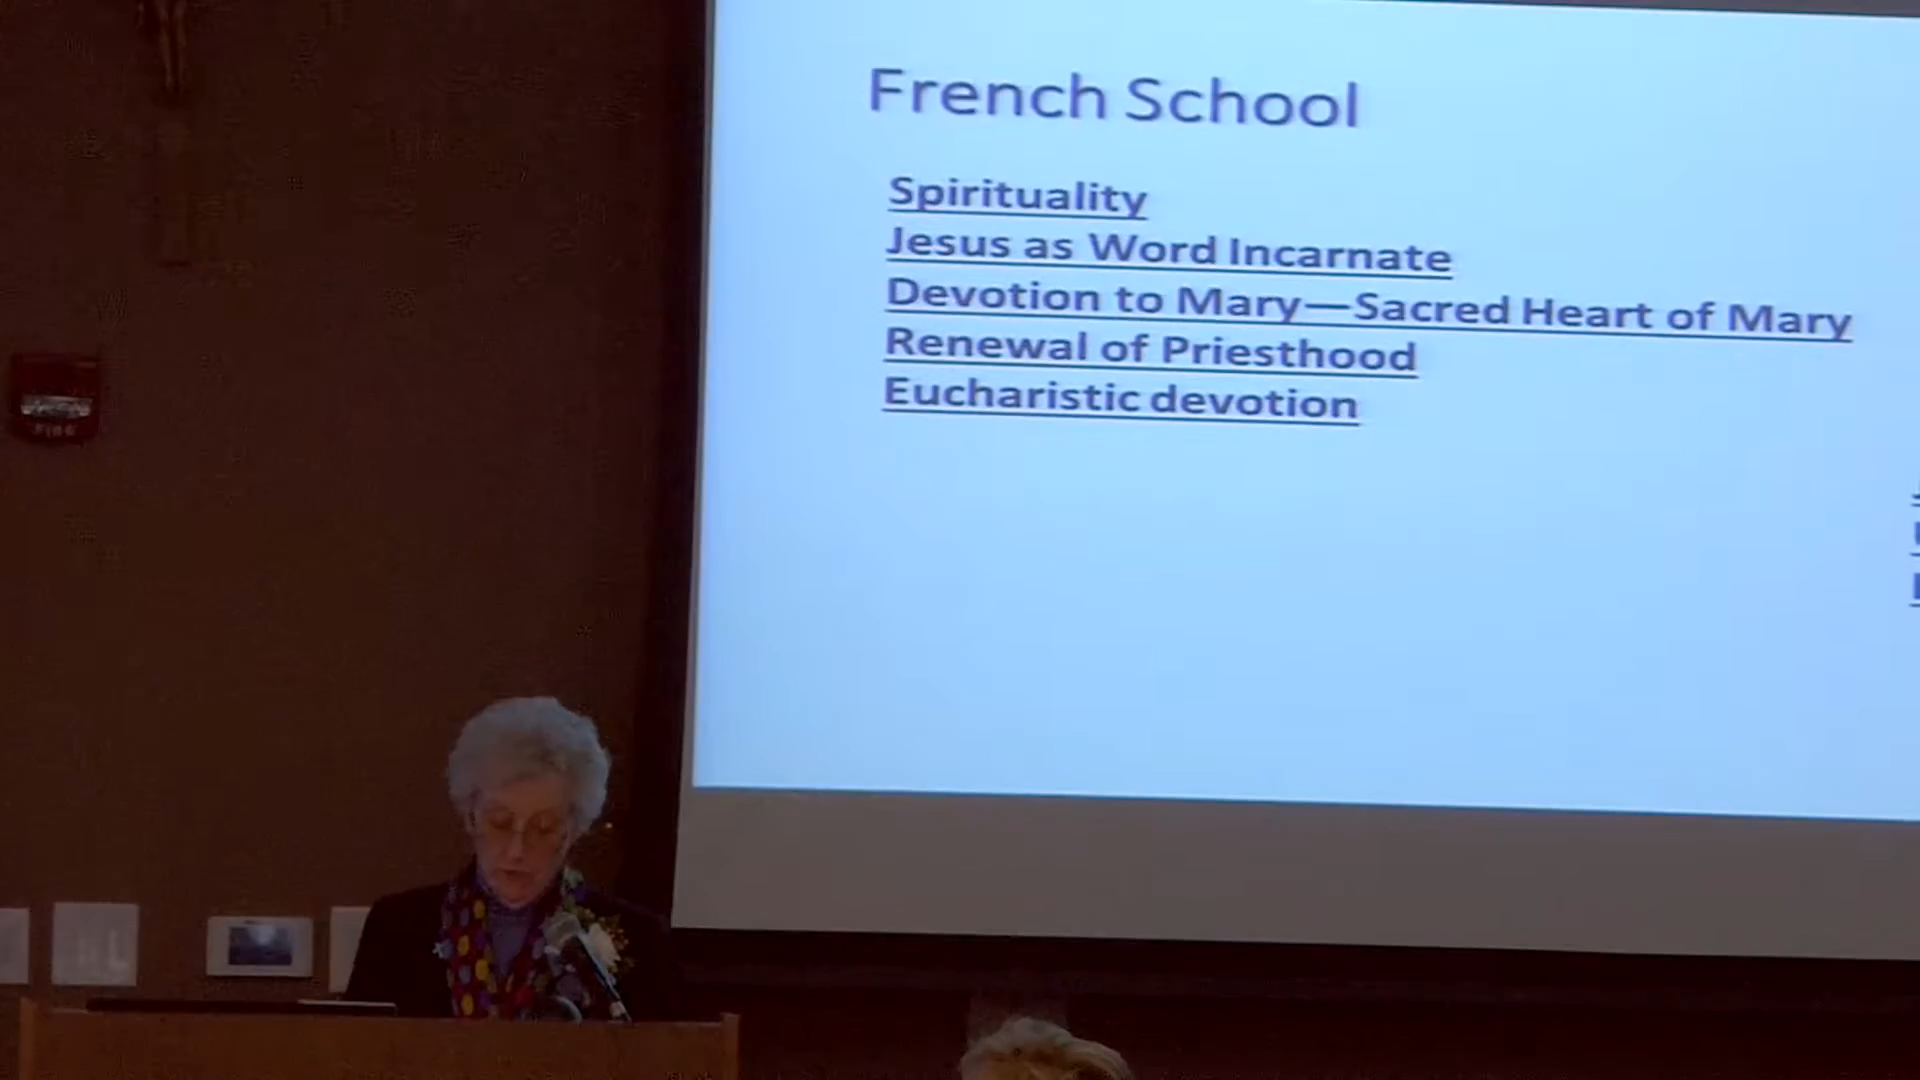 French School
Spirituality
Jesus as Word Incarnate
Devotion to Mary—Sacred Heart of Mary
Renewal of Priesthood
Eucharistic devotion
FIRE